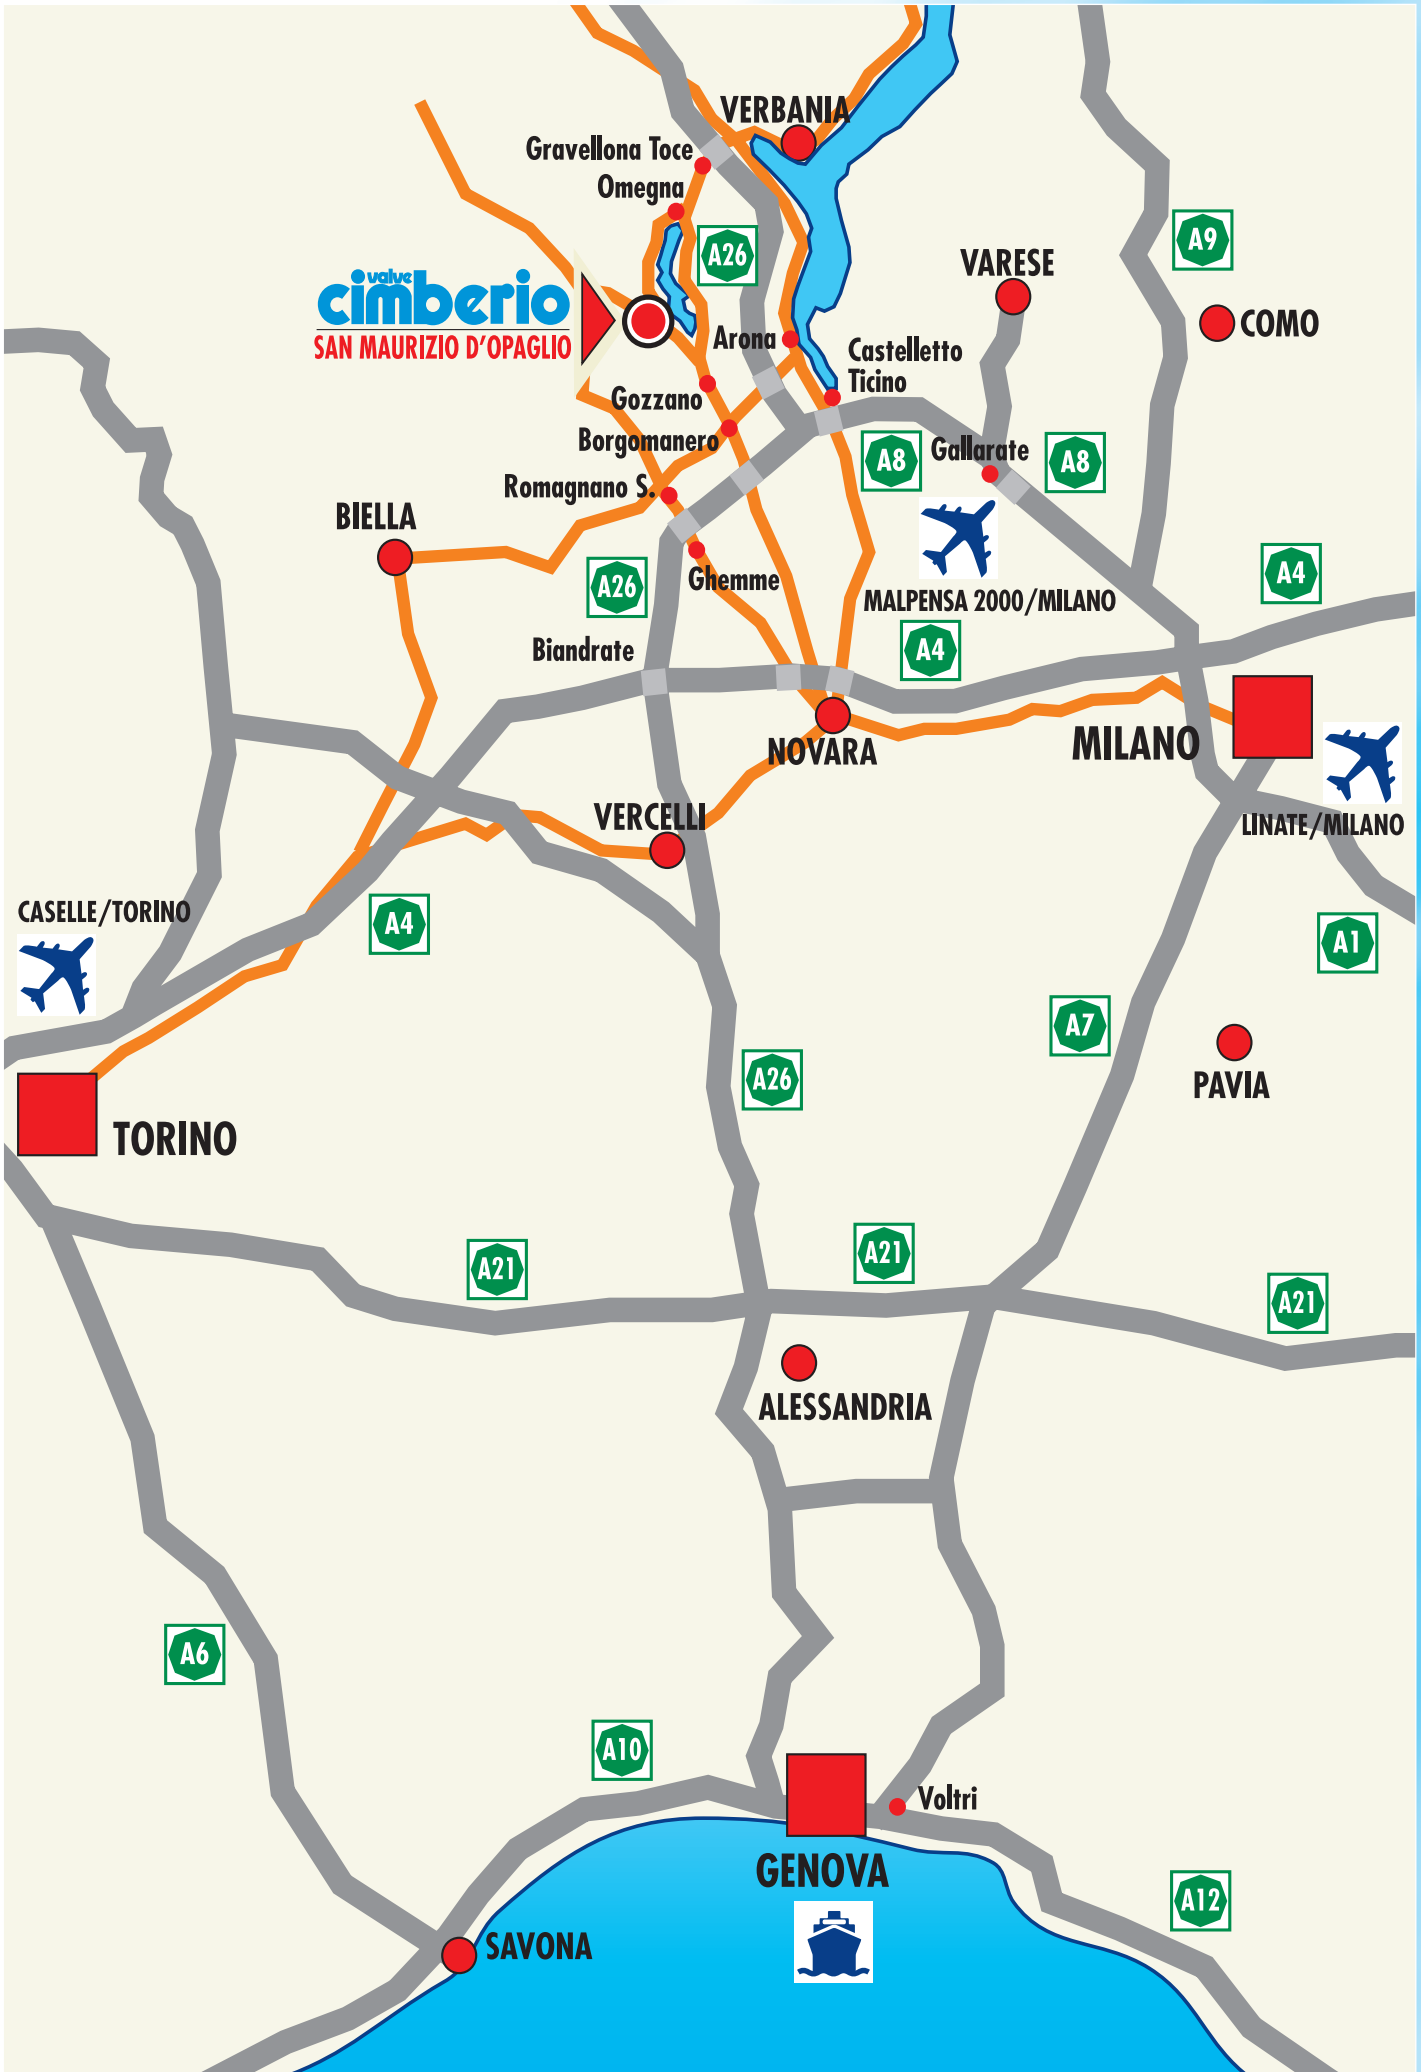 VERBANIA
Gravellona Toce
Omegna
A26
A9
VARESE
valve
cimberio
SAN MAURIZIO D'OPAGLIO
COMO
Arona
Castelletto
Ticino
Gozzano
Borgomanero
A8
Gallarate
A8
Romagnano S.
BIELLA
Ghemme
A26
MALPENSA 2000/MILANO
A4
Biandrate
A4
NOVARA
MILANO
VERCELLI
LINATE/MILANO
CASELLE/TORINO
A4
A1
A7
A26
PAVIA
TORINO
A21
A21
A21
ALESSANDRIA
A6
A10
Voltri
GENOVA
A12
SAVONA